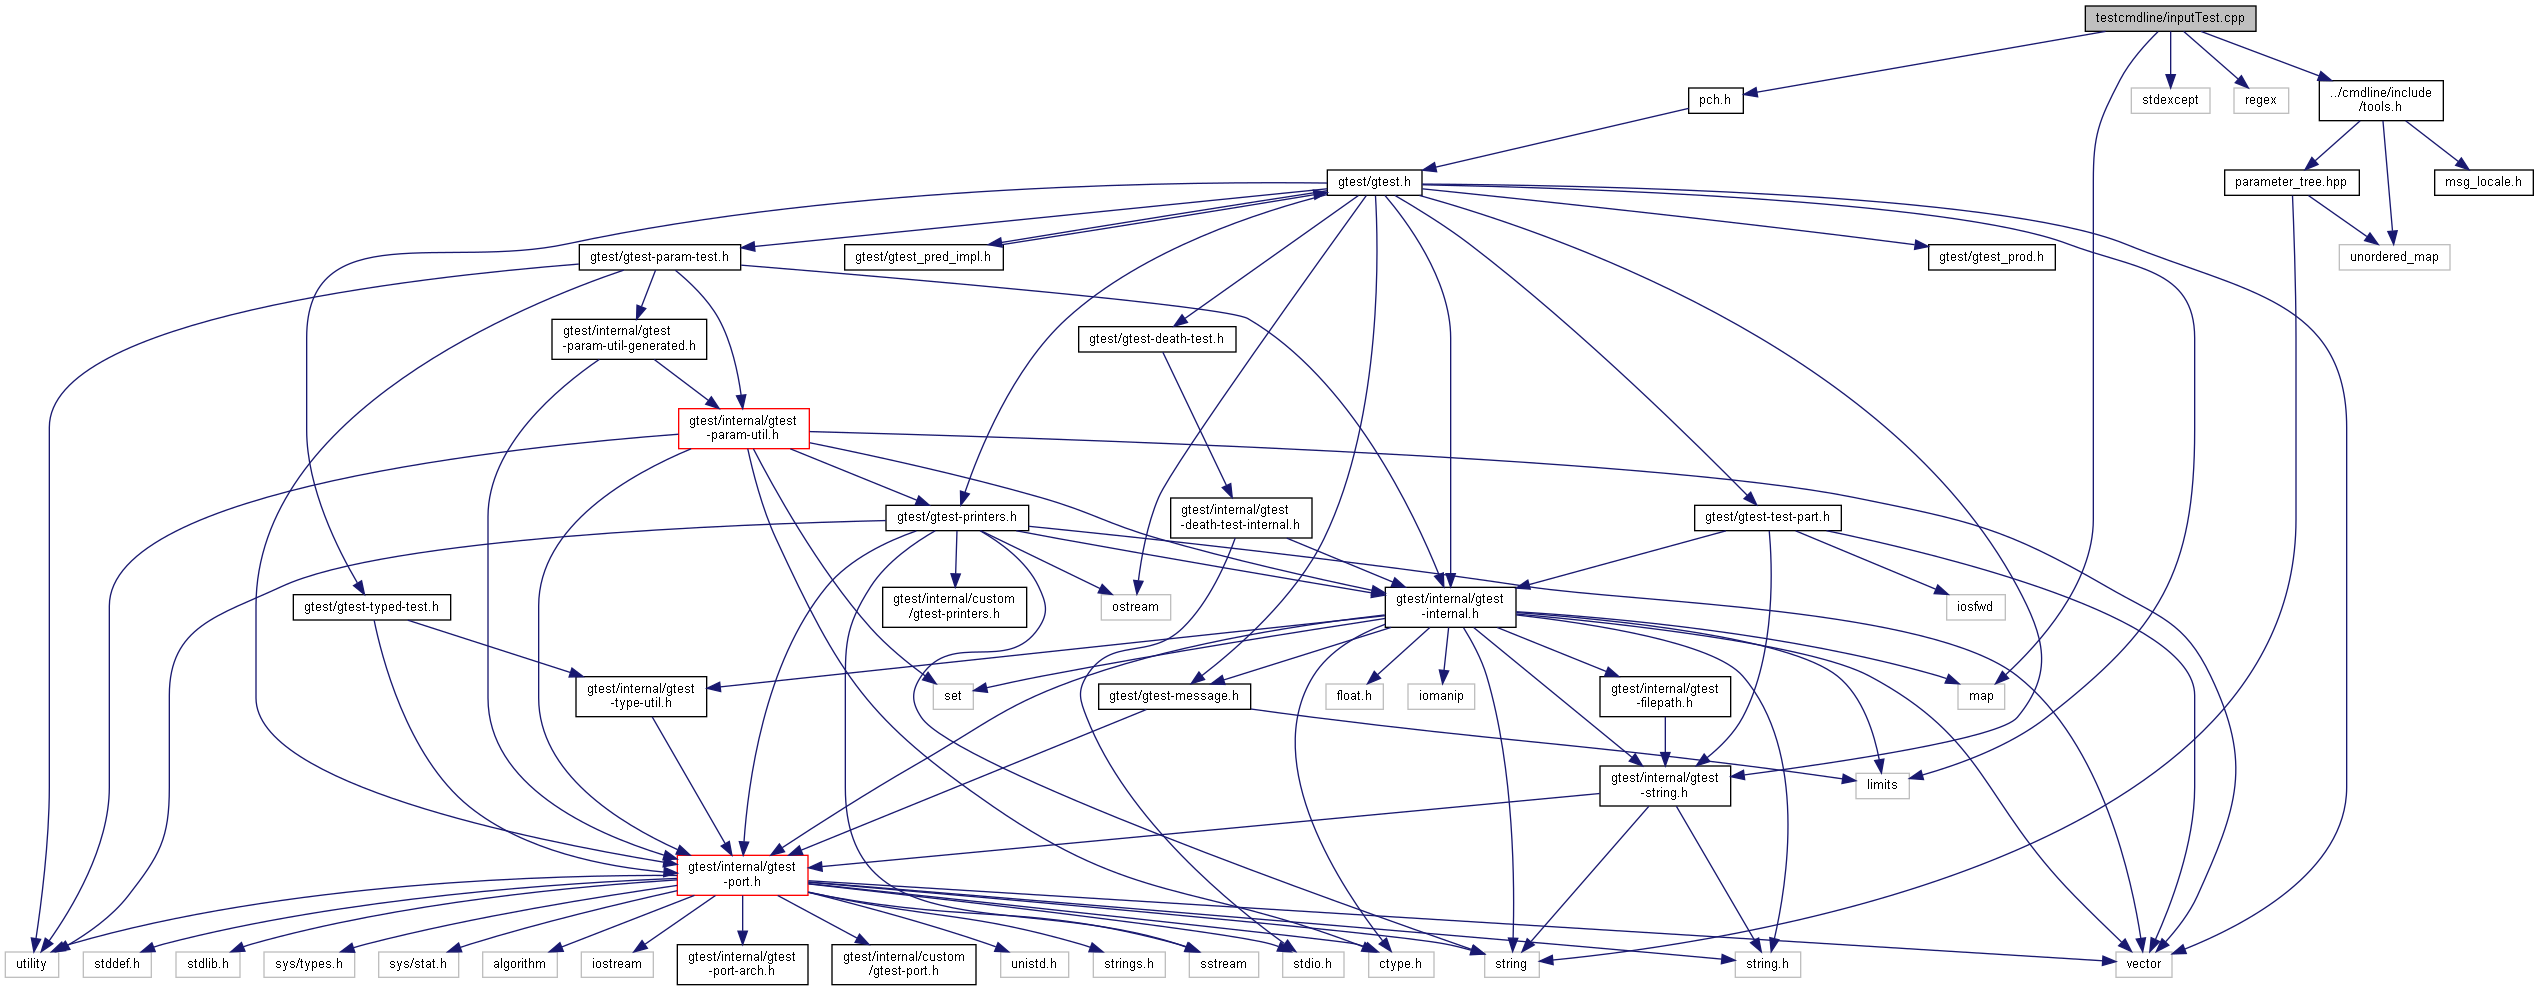 testcmdline/inputTest.cpp
pch.h
stdexcept
regex
../cmdline/include
/tools.h
gtest/gtest.h
parameter_tree.hpp
msg_locale.h
gtest/gtest-param-test.h
gtest/gtest_pred_impl.h
gtest/gtest_prod.h
unordered_map
gtest/internal/gtest
-param-util-generated.h
gtest/gtest-death-test.h
gtest/internal/gtest
-param-util.h
gtest/gtest-printers.h
gtest/internal/gtest
-death-test-internal.h
gtest/gtest-test-part.h
gtest/gtest-typed-test.h
gtest/internal/custom
/gtest-printers.h
ostream
gtest/internal/gtest
-internal.h
iosfwd
gtest/internal/gtest
-type-util.h
set
gtest/gtest-message.h
float.h
iomanip
gtest/internal/gtest
-filepath.h
map
gtest/internal/gtest
-string.h
limits
gtest/internal/gtest
-port.h
utility
stddef.h
stdlib.h
sys/types.h
sys/stat.h
algorithm
iostream
gtest/internal/gtest
-port-arch.h
gtest/internal/custom
/gtest-port.h
unistd.h
strings.h
sstream
stdio.h
ctype.h
string
string.h
vector